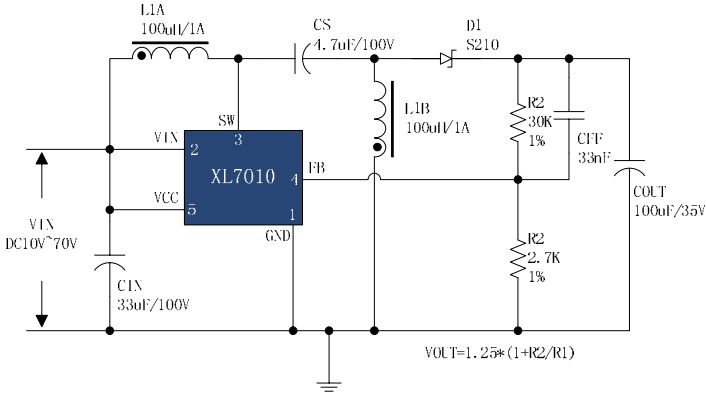 L1A
100uH/1A
CS
4.7uF/100V
D1
S210
L1B
100uH/1A
R2
30K
1%
CFF
33nF
SW
3
VIN
2
XL7010
FB
4
VCC
5
1
GND
COUT
100uF/35V
VIN
DC10V~70V
R2
2.7K
1%
CIN
33uF/100V
VOUT=1.25*(1+R2/R1)